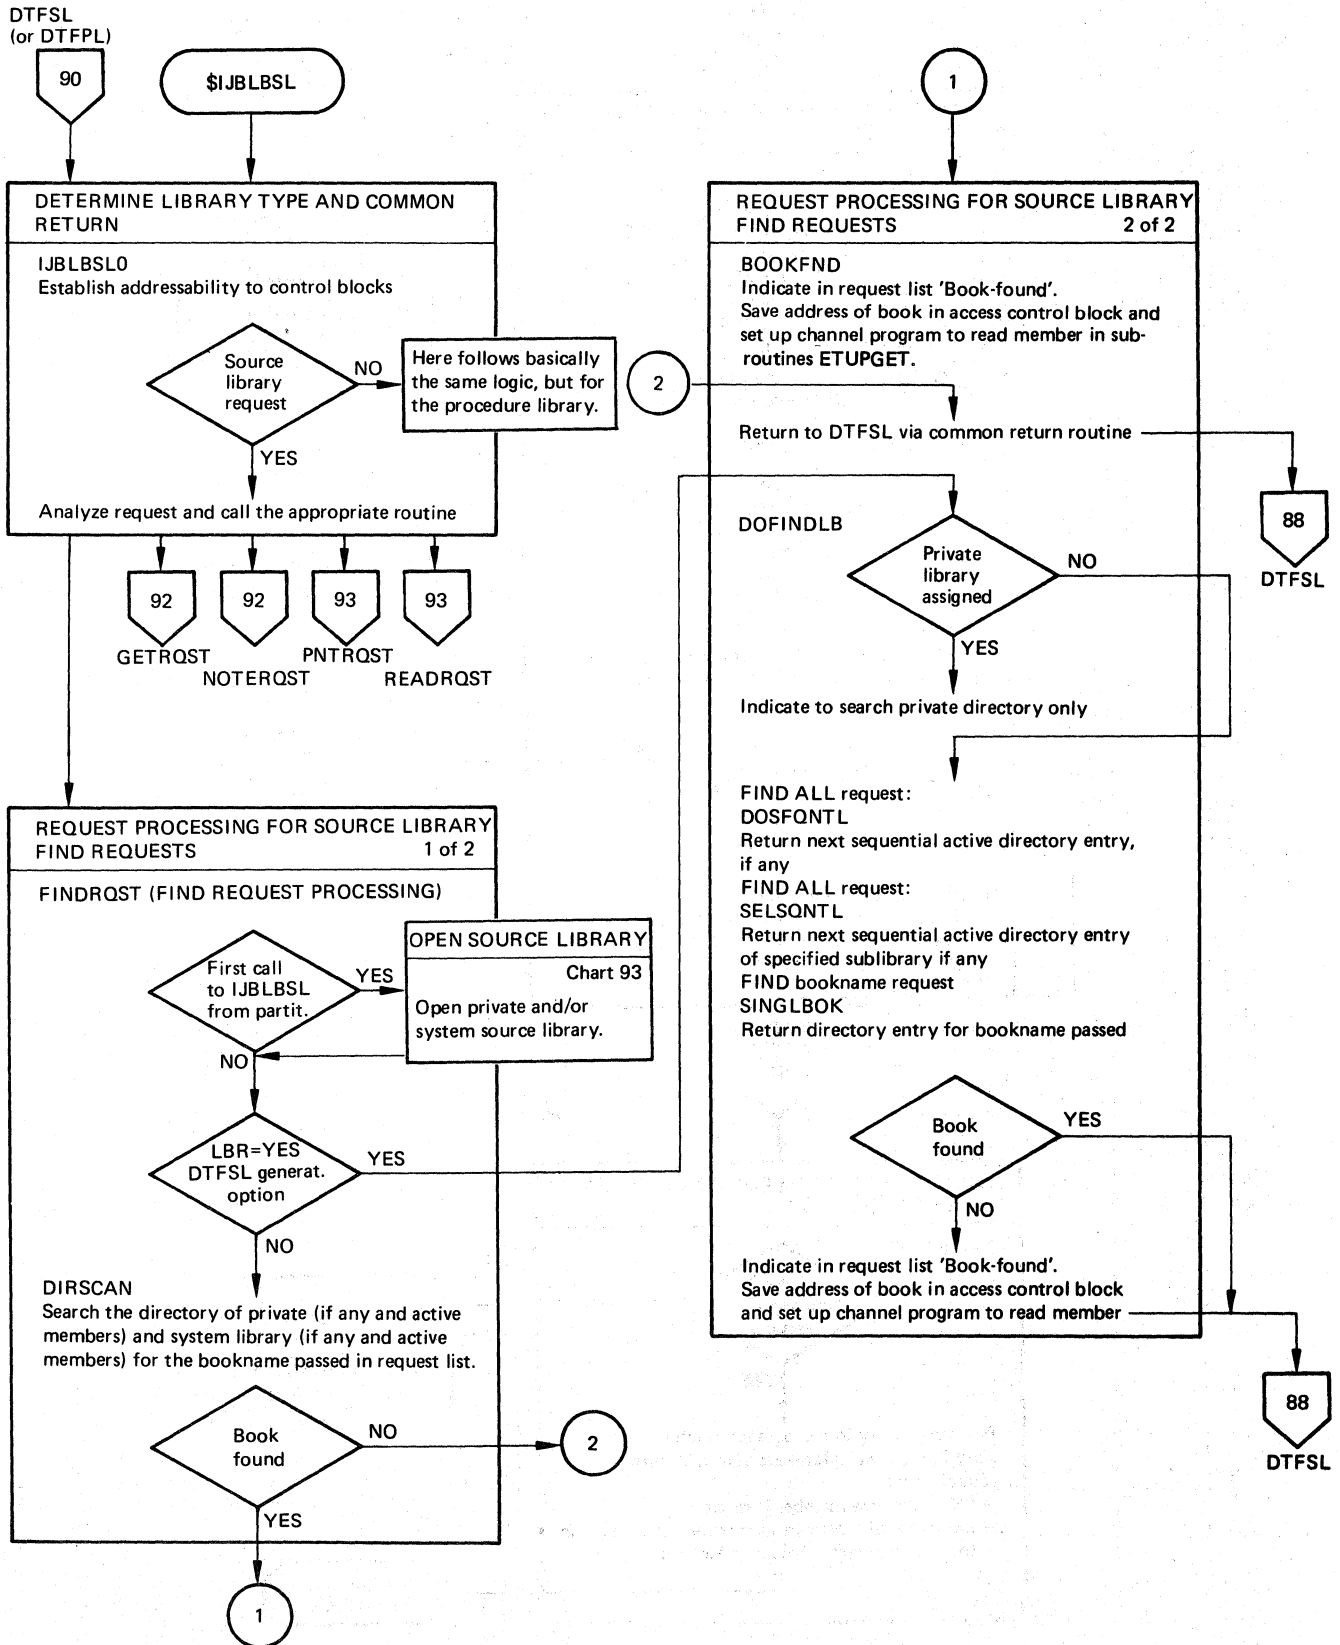 DTFSL
(or DTFPL)
90
$IJBLBSL
DETERMINE LIBRARY TYPE AND COMMON
RETURN
IJBLBSL0
Establish addressability to control blocks
Source
library
request
NO
Here follows basically
the same logic, but for
the procedure library.
YES
Analyze request and call the appropriate routine
92
92
93
93
GETRQST
NOTERQST
PNTRQST
READRQST
REQUEST PROCESSING FOR SOURCE LIBRARY
FIND REQUESTS 1 of 2
FINDRQST (FIND REQUEST PROCESSING)
First call
to IJBLBSL
from partit.
YES
OPEN SOURCE LIBRARY
Chart 93
Open private and/or
system source library.
NO
LBR=YES
DTFSL generat.
option
YES
NO
DIRSCAN
Search the directory of private (if any and active
members) and system library (if any and active
members) for the bookname passed in request list.
Book
found
NO
2
YES
1
1
REQUEST PROCESSING FOR SOURCE LIBRARY
FIND REQUESTS 2 of 2
BOOKFND
Indicate in request list 'Book-found'.
Save address of book in access control block and
set up channel program to read member in sub-
routines ETUPGET.
2
Return to DTFSL via common return routine
88
DTFSL
DOFINDLB
Private
library
assigned
NO
YES
Indicate to search private directory only
FIND ALL request:
DOSFQNTL
Return next sequential active directory entry,
if any
FIND ALL request:
SELSQNTL
Return next sequential active directory entry
of specified sublibrary if any
FIND bookname request
SINGLBOK
Return directory entry for bookname passed
Book
found
YES
NO
Indicate in request list 'Book-found'.
Save address of book in access control block
and set up channel program to read member
88
DTFSL